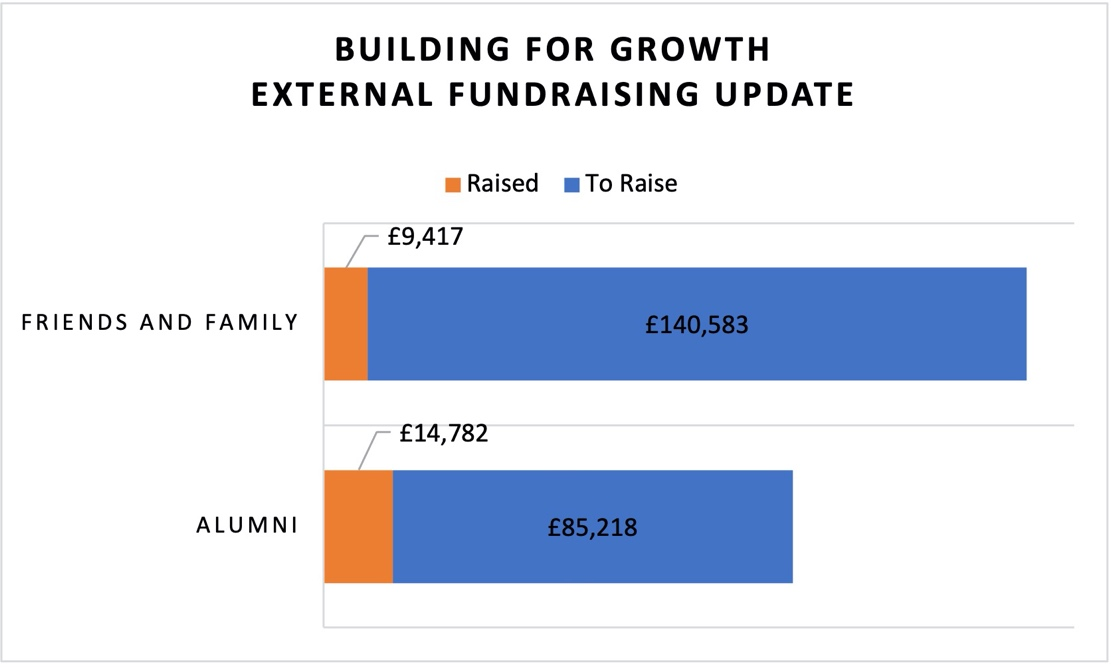 BUILDING FOR GROWTH
EXTERNAL FUNDRAISING UPDATE
Raised To Raise
£9,417
FRIENDS AND FAMILY £140,583
£14,782
ALUMNI £85,218